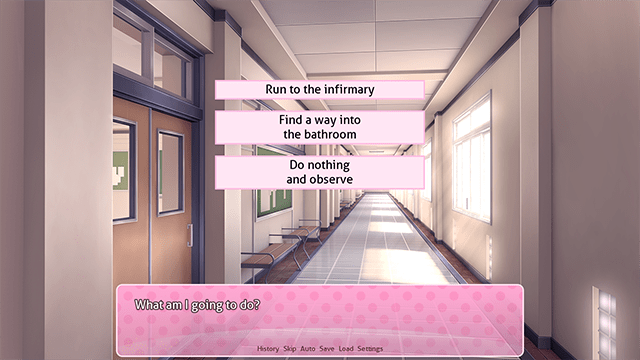 Run to the infirmary
Find a way into
the bathroom
Do nothing
and observe
What am I going to do?
History Skip Auto Save Load Settings